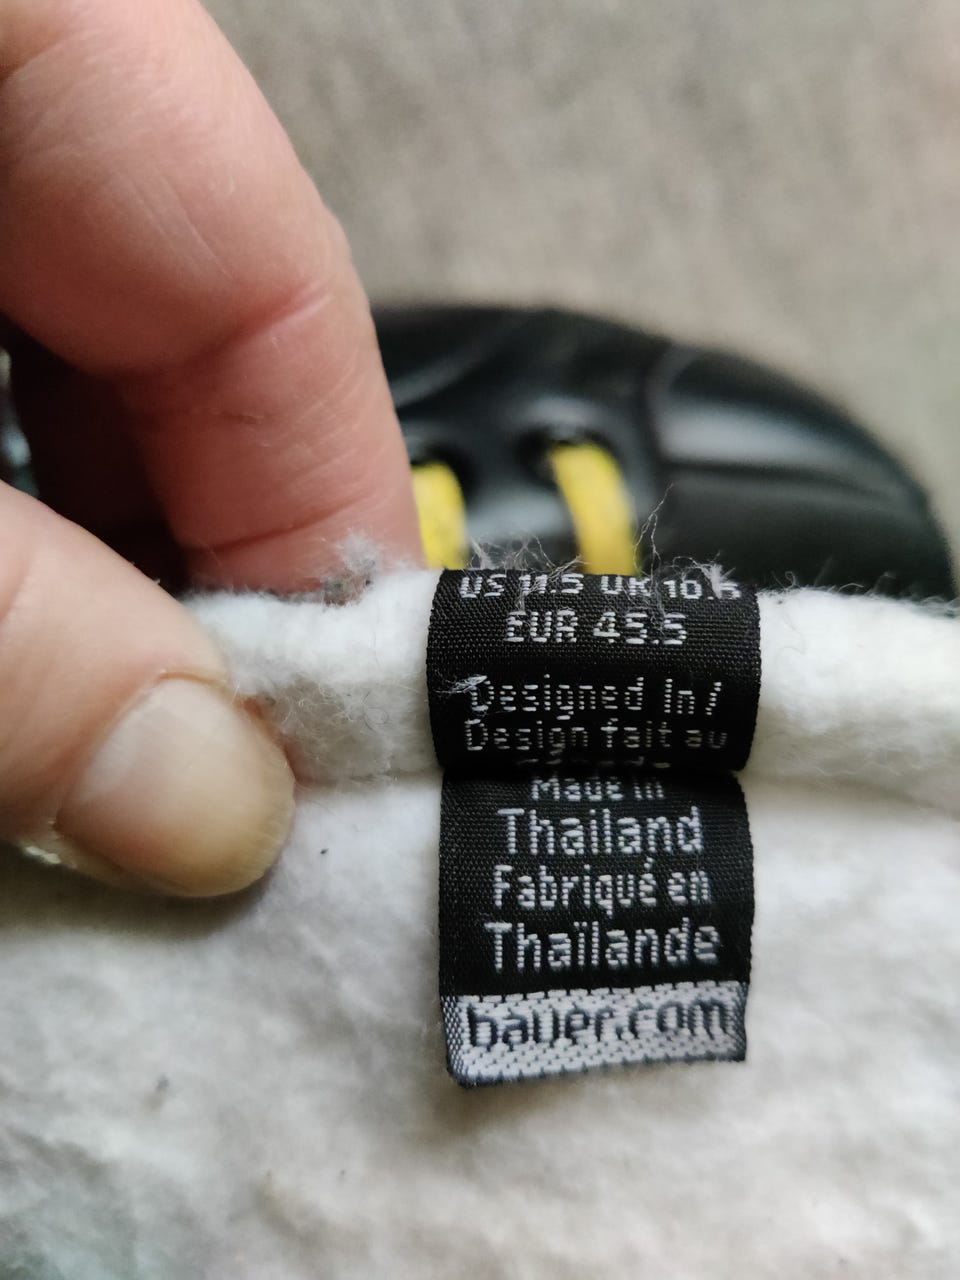 US 11.5 UK 10.5
EUR 45.5
Designed in /
Design fait au
Made in
Thailand
Fabriqué en
Thaïlande
bauer.com